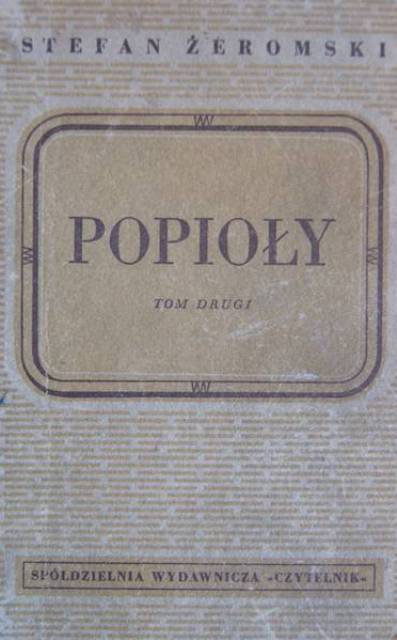 STEFAN ŻEROMSKI
POPIOŁY
TOM DRUGI
SPÓŁDZIELNIA WYDAWNICZA »CZYTELNIK«